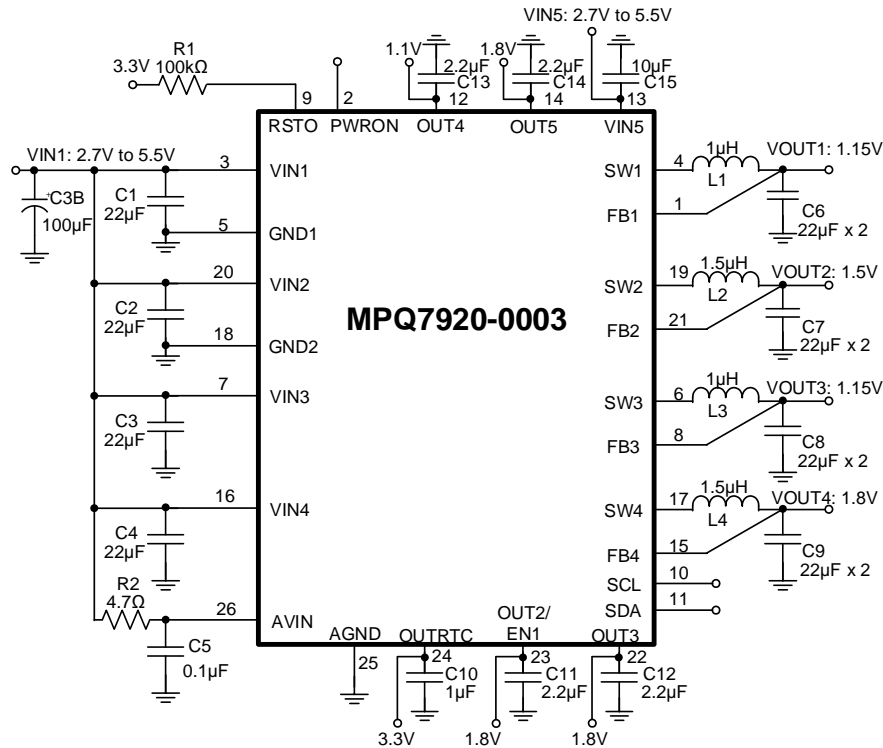 VIN5: 2.7V to 5.5V
R1
100kΩ
3.3V
9
RSTO
2
PWRON
1.1V
2.2µF
C13
12
OUT4
1.8V
2.2µF
C14
14
OUT5
10µF
C15
13
VIN5
VIN1: 2.7V to 5.5V
+
C3B
100µF
C1
22µF
3
VIN1
5
GND1
C2
22µF
20
VIN2
18
GND2
C3
22µF
7
VIN3
C4
22µF
16
VIN4
R2
4.7Ω
26
AVIN
C5
0.1µF
MPQ7920-0003
SW1
4
1µH
L1
VOUT1: 1.15V
FB1
1
C6
22µF x 2
SW2
19
1.5µH
L2
VOUT2: 1.5V
FB2
21
C7
22µF x 2
SW3
6
1µH
L3
VOUT3: 1.15V
FB3
8
C8
22µF x 2
SW4
17
1.5µH
L4
VOUT4: 1.8V
FB4
15
C9
22µF x 2
SCL
10
SDA
11
AGND
25
OUTRTC
24
C10
1µF
3.3V
OUT2/
EN1
23
C11
2.2µF
1.8V
OUT3
22
C12
2.2µF
1.8V